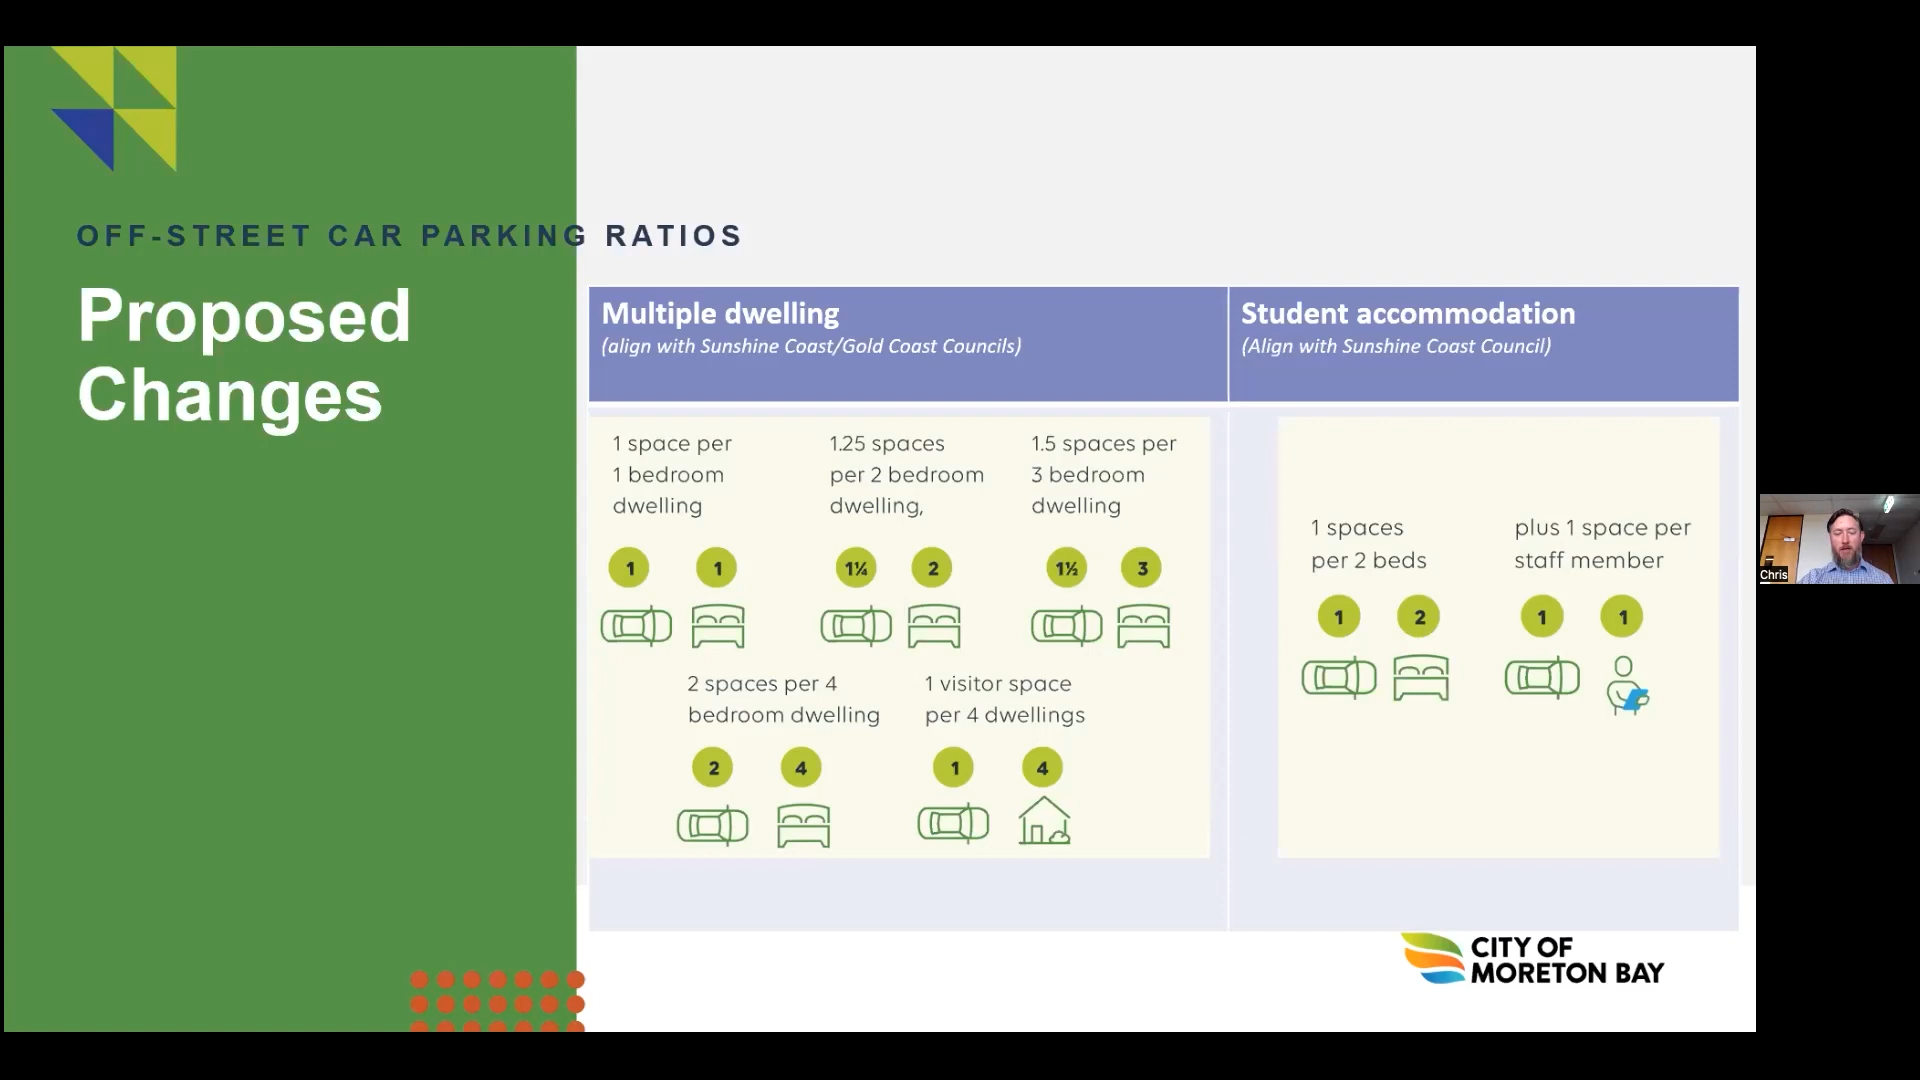 OFF-STREET CAR PARKING RATIOS
Proposed
Changes
Multiple dwelling
(align with Sunshine Coast/Gold Coast Councils)
Student accommodation
(Align with Sunshine Coast Council)
1 space per
1 bedroom
dwelling
1 1
1.25 spaces
per 2 bedroom
dwelling,
1¼ 2
1.5 spaces per
3 bedroom
dwelling
1½ 3
2 spaces per 4
bedroom dwelling
2 4
1 visitor space
per 4 dwellings
1 4
1 spaces
per 2 beds
1 2
plus 1 space per
staff member
1 1
CITY OF
MORETON BAY
Chris